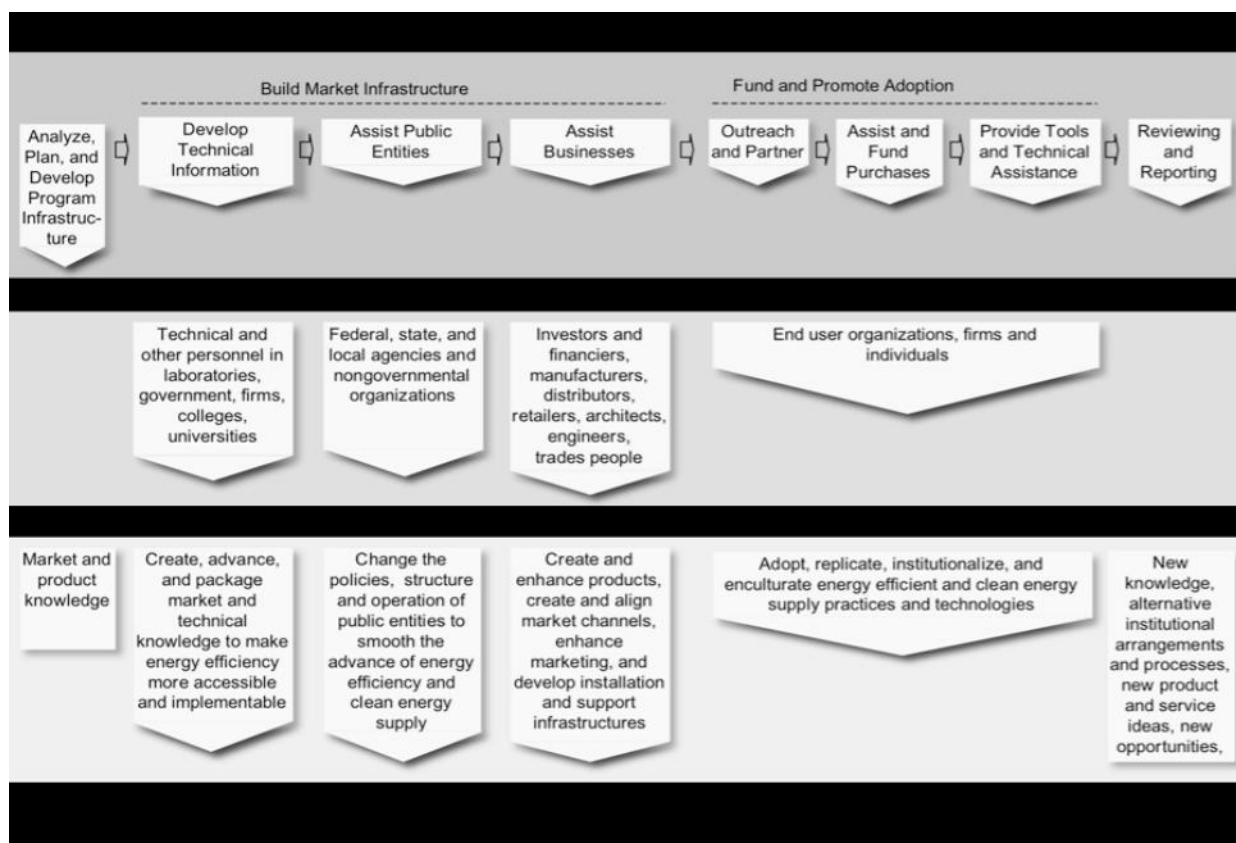 Build Market Infrastructure
Fund and Promote Adoption
Analyze,
Plan, and
Develop
Program
Infrastruc-
ture
Develop
Technical
Information
Assist Public
Entities
Assist
Businesses
Outreach
and Partner
Assist and
Fund
Purchases
Provide Tools
and Technical
Assistance
Reviewing
and
Reporting
Technical and
other personnel in
laboratories,
government, firms,
colleges,
universities
Federal, state, and
local agencies and
nongovernmental
organizations
Investors and
financiers,
manufacturers,
distributors,
retailers, architects,
engineers,
trades people
End user organizations, firms and
individuals
Market and
product
knowledge
Create, advance,
and package
market and
technical
knowledge to make
energy efficiency
more accessible
and implementable
Change the
policies, structure
and operation of
public entities to
smooth the
advance of energy
efficiency and
clean energy
supply
Create and
enhance products,
create and align
market channels,
enhance
marketing, and
develop installation
and support
infrastructures
Adopt, replicate, institutionalize, and
enculturate energy efficient and clean energy
supply practices and technologies
New
knowledge,
alternative
institutional
arrangements
and processes,
new product
and service
ideas, new
opportunities,